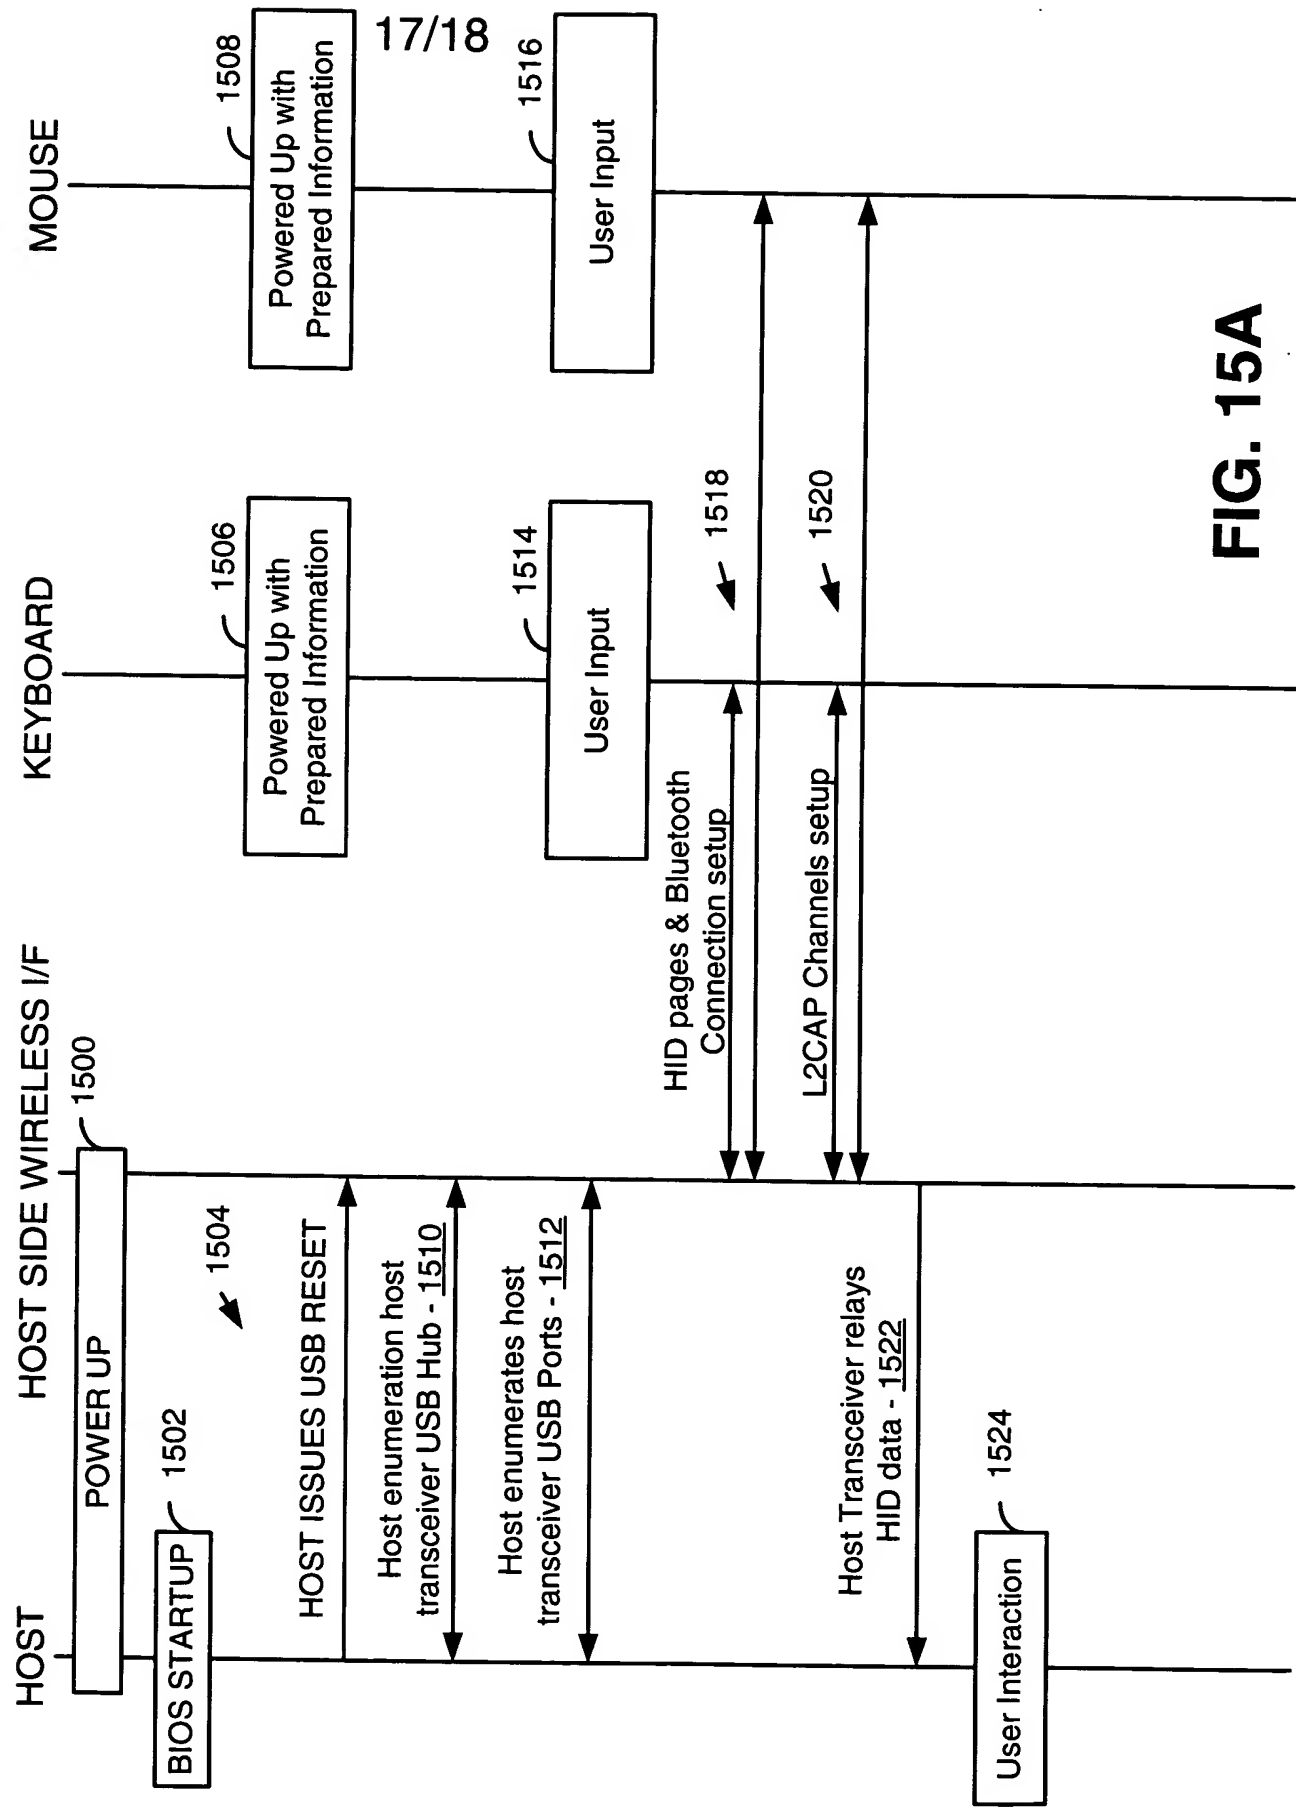 17/18
HOST
HOST SIDE WIRELESS I/F
KEYBOARD
MOUSE
POWER UP
1500
BIOS STARTUP
1502
1504
Powered Up with
Prepared Information
1506
Powered Up with
Prepared Information
1508
HOST ISSUES USB RESET
Host enumeration host
transceiver USB Hub - 1510
Host enumerates host
transceiver USB Ports - 1512
User Input
1514
User Input
1516
HID pages & Bluetooth
Connection setup
1518
L2CAP Channels setup
1520
Host Transceiver relays
HID data - 1522
User Interaction
1524
FIG. 15A